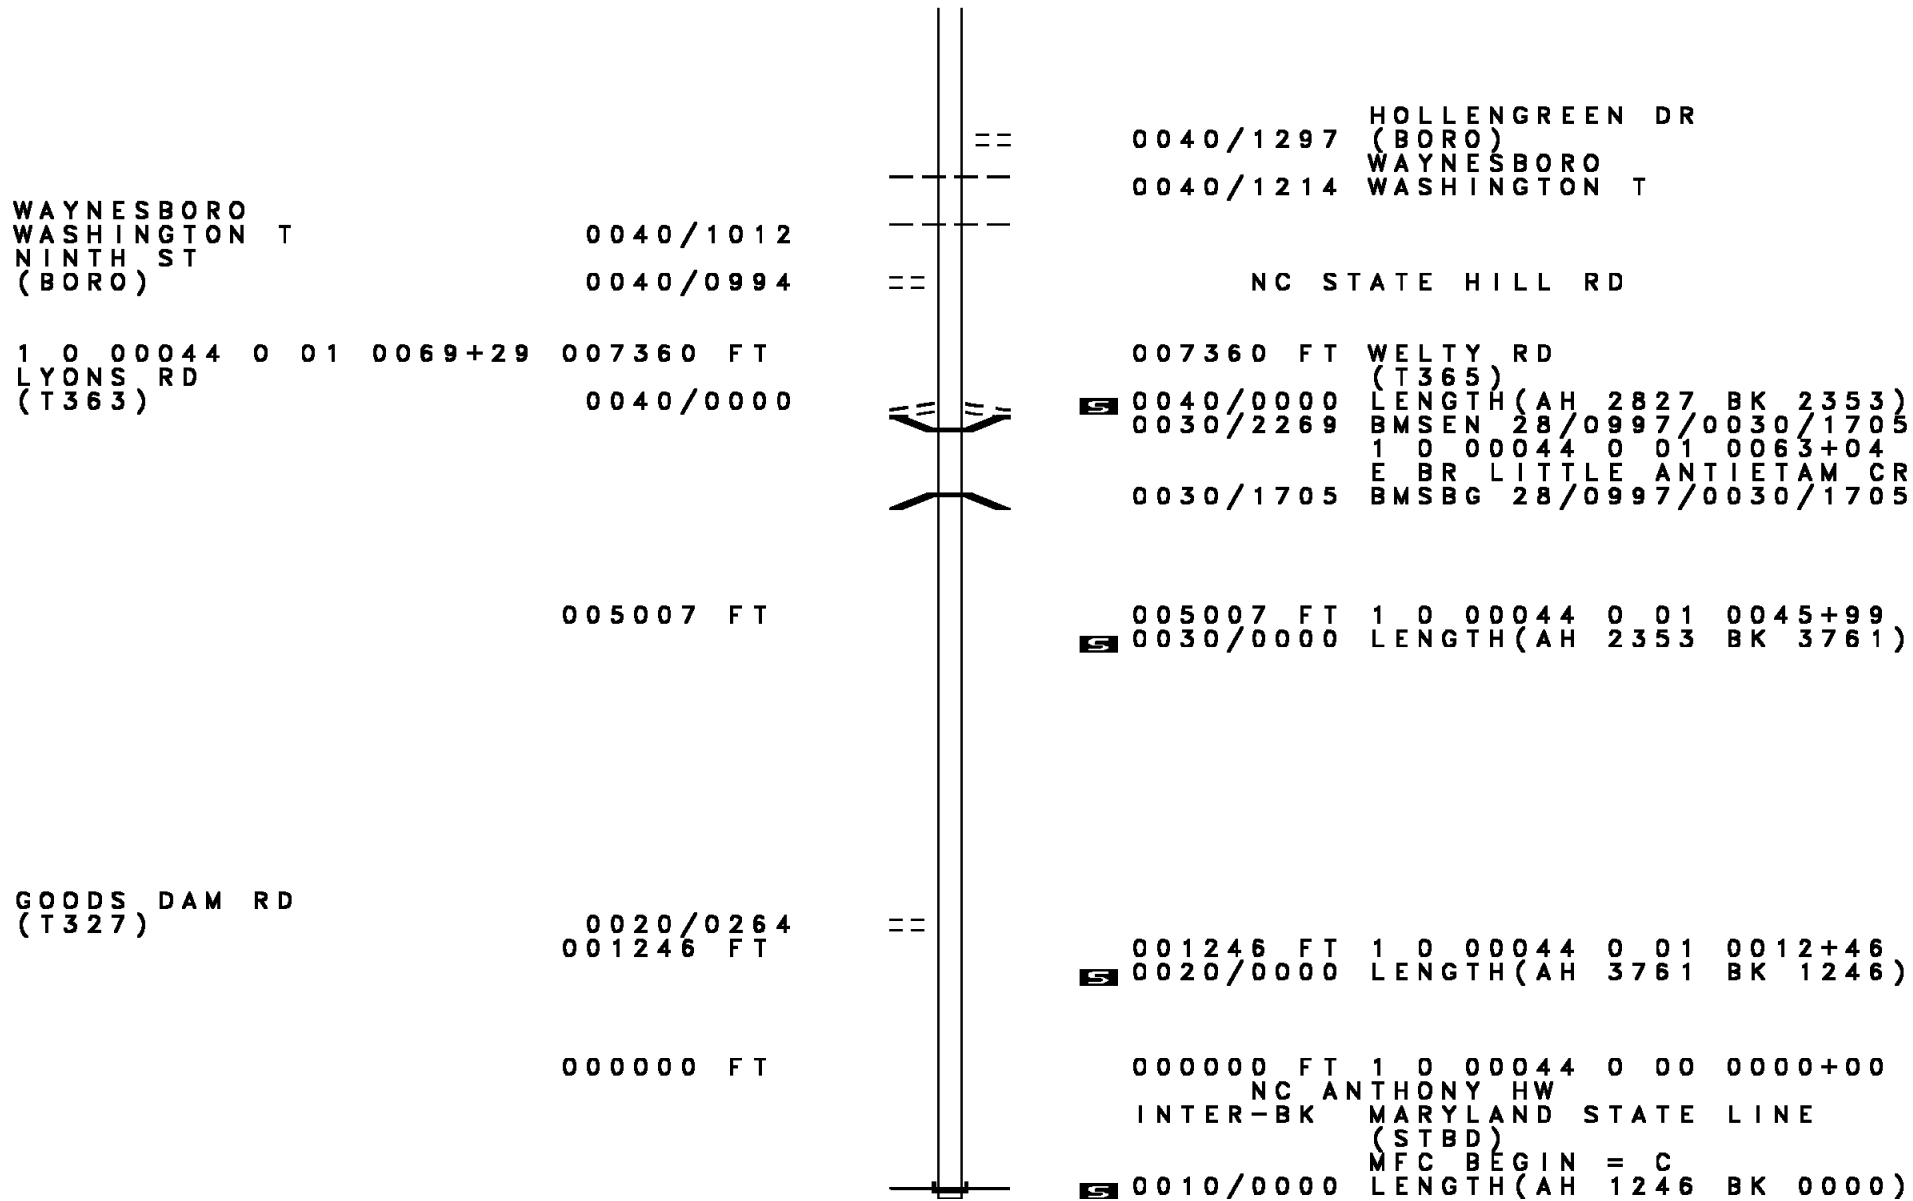 HOLLENGREEN DR
0040/1297 (BORO)
WAYNESBORO
0040/1214 WASHINGTON T
WAYNESBORO
WASHINGTON T 0040/1012
NINTH ST
(BORO) 0040/0994 NC STATE HILL RD
1 0 00044 0 01 0069+29 007360 FT 007360 FT WELTY RD
LYONS RD (T365)
(T363) 0040/0000 S 0040/0000 LENGTH(AH 2827 BK 2353)
0030/2269 BMSEN 28/0997/0030/1705
1 0 00044 0 01 0063+04
E BR LITTLE ANTIETAM CR
0030/1705 BMSBG 28/0997/0030/1705
005007 FT 005007 FT 1 0 00044 0 01 0045+99
S 0030/0000 LENGTH(AH 2353 BK 3761)
GOODS DAM RD
(T327) 0020/0264
001246 FT 001246 FT 1 0 00044 0 01 0012+46
S 0020/0000 LENGTH(AH 3761 BK 1246)
000000 FT 000000 FT 1 0 00044 0 00 0000+00
NC ANTHONY HW
INTER-BK MARYLAND STATE LINE
(STBD)
MFC BEGIN = C
S 0010/0000 LENGTH(AH 1246 BK 0000)